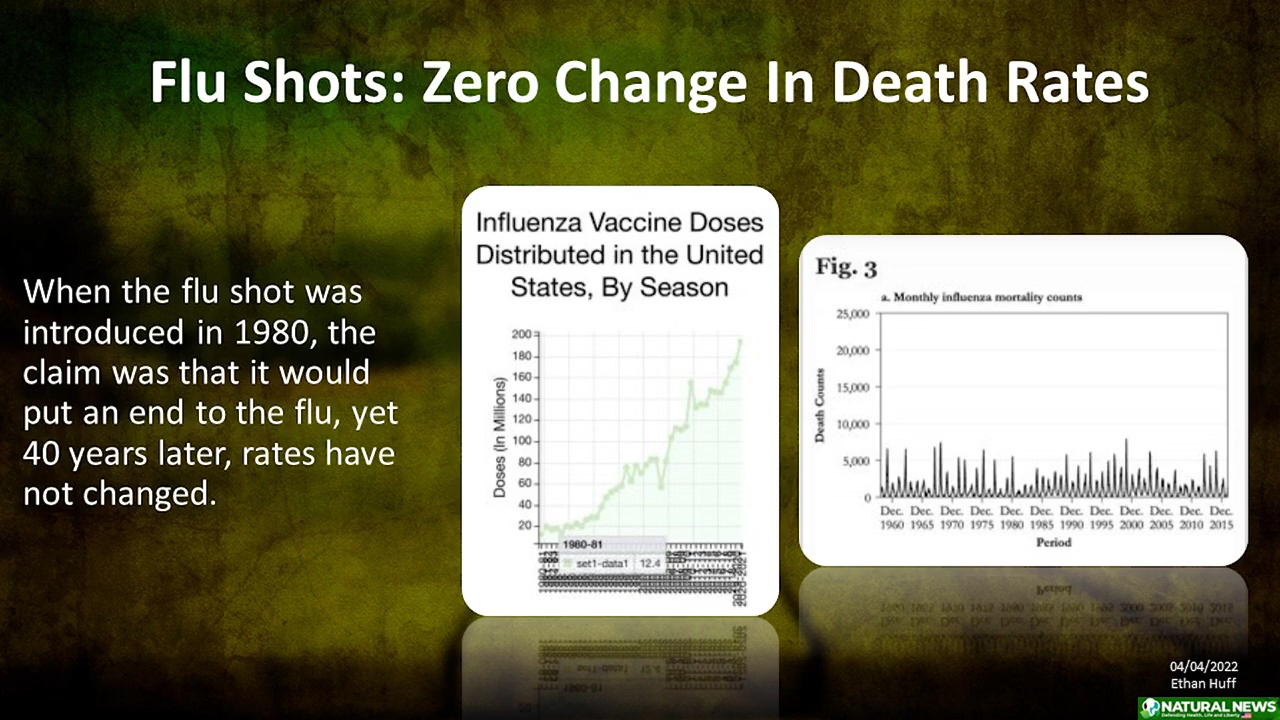 Flu Shots: Zero Change In Death Rates
When the flu shot was
introduced in 1980, the
claim was that it would
put an end to the flu, yet
40 years later, rates have
not changed.
Influenza Vaccine Doses
Distributed in the United
States, By Season
Doses (In Millions)
200
180
160
140
120
100
80
60
40
20
1980-81
set1-data1 12.4
Fig. 3
a. Monthly influenza mortality counts
Death Counts
25,000
20,000
15,000
10,000
5,000
0
Dec. Dec. Dec. Dec. Dec. Dec. Dec. Dec. Dec. Dec. Dec. Dec.
1960 1965 1970 1975 1980 1985 1990 1995 2000 2005 2010 2015
Period
04/04/2022
Ethan Huff
NATURAL NEWS
Defending Health, Life and Liberty